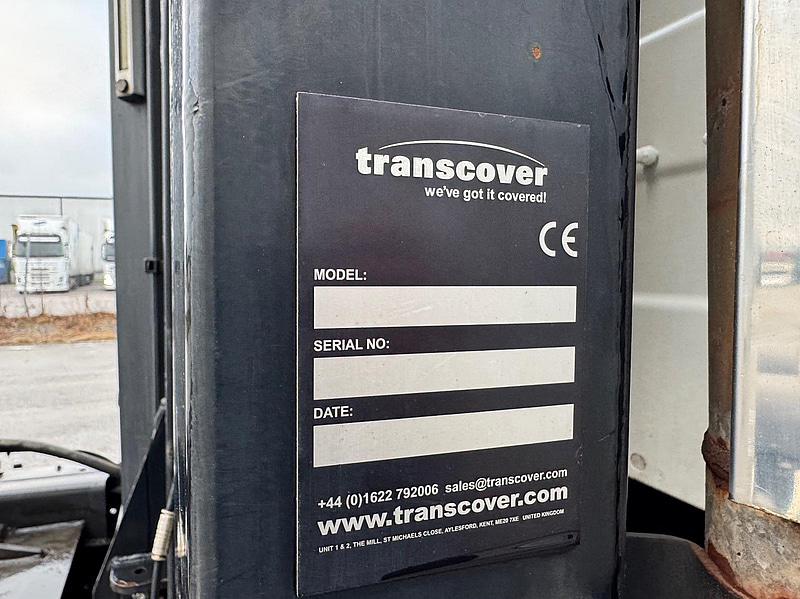 transcover
we've got it covered!
CE
MODEL:
SERIAL NO:
DATE:
+44 (0)1622 792006 sales@transcover.com
www.transcover.com
UNIT 1 & 2, THE MILL, ST MICHAELS CLOSE, AYLESFORD, KENT, ME20 7XE UNITED KINGDOM